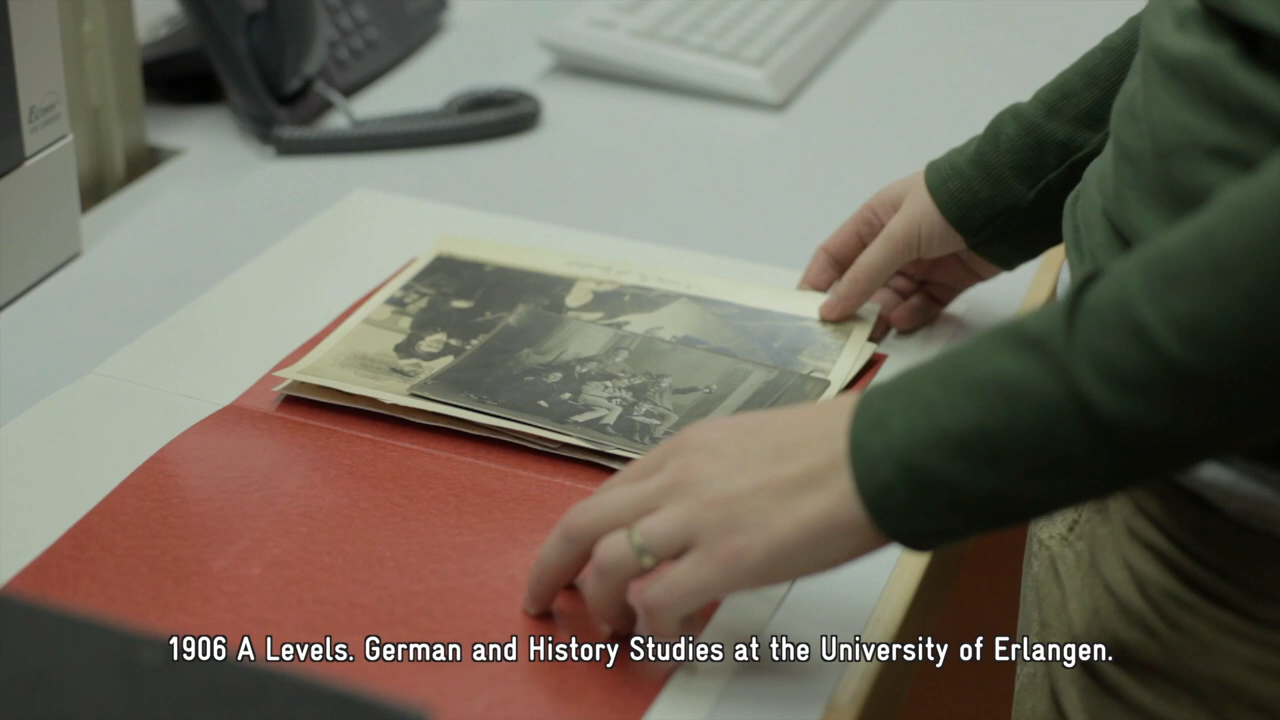 1906 A Levels. German and History Studies at the University of Erlangen.